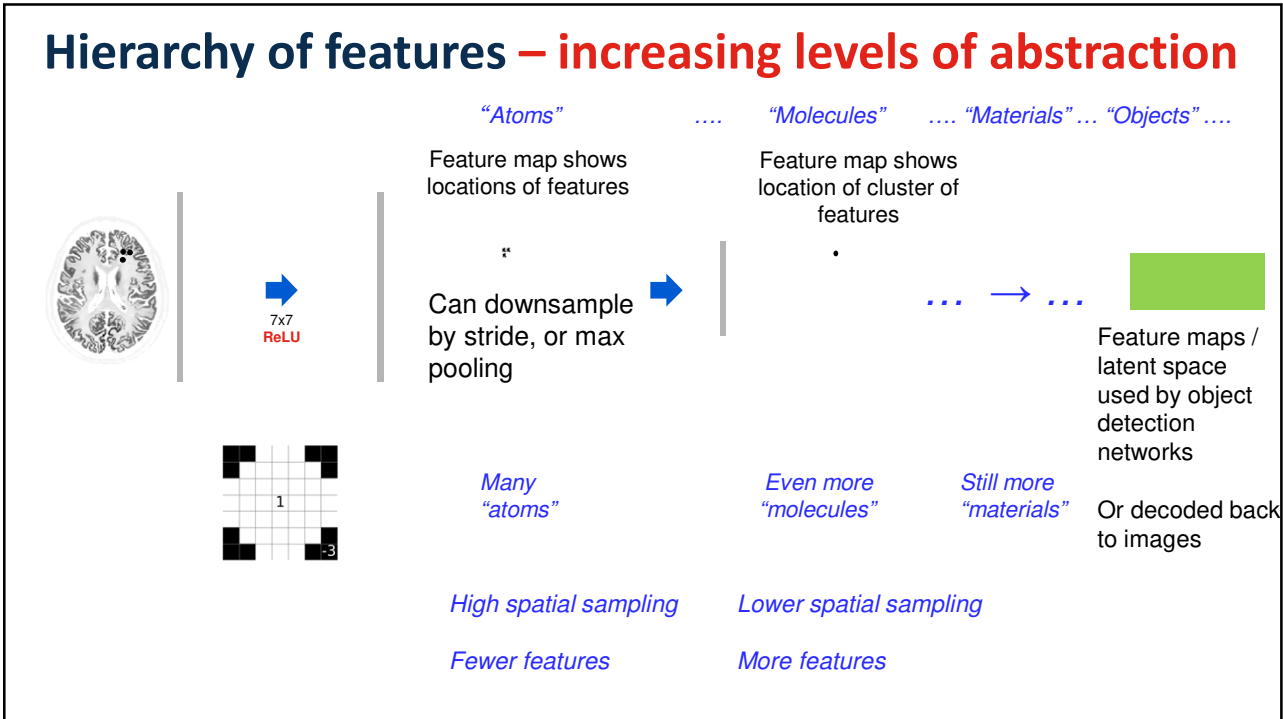 Hierarchy of features – increasing levels of abstraction
“Atoms” …. “Molecules” …. “Materials” … “Objects” ….
Feature map shows
locations of features
Feature map shows
location of cluster of
features
7x7
ReLU
Can downsample
by stride, or max
pooling
… → …
Feature maps /
latent space
used by object
detection
networks
Or decoded back
to images
1
-3
Many
“atoms”
Even more
“molecules”
Still more
“materials”
High spatial sampling
Lower spatial sampling
Fewer features
More features